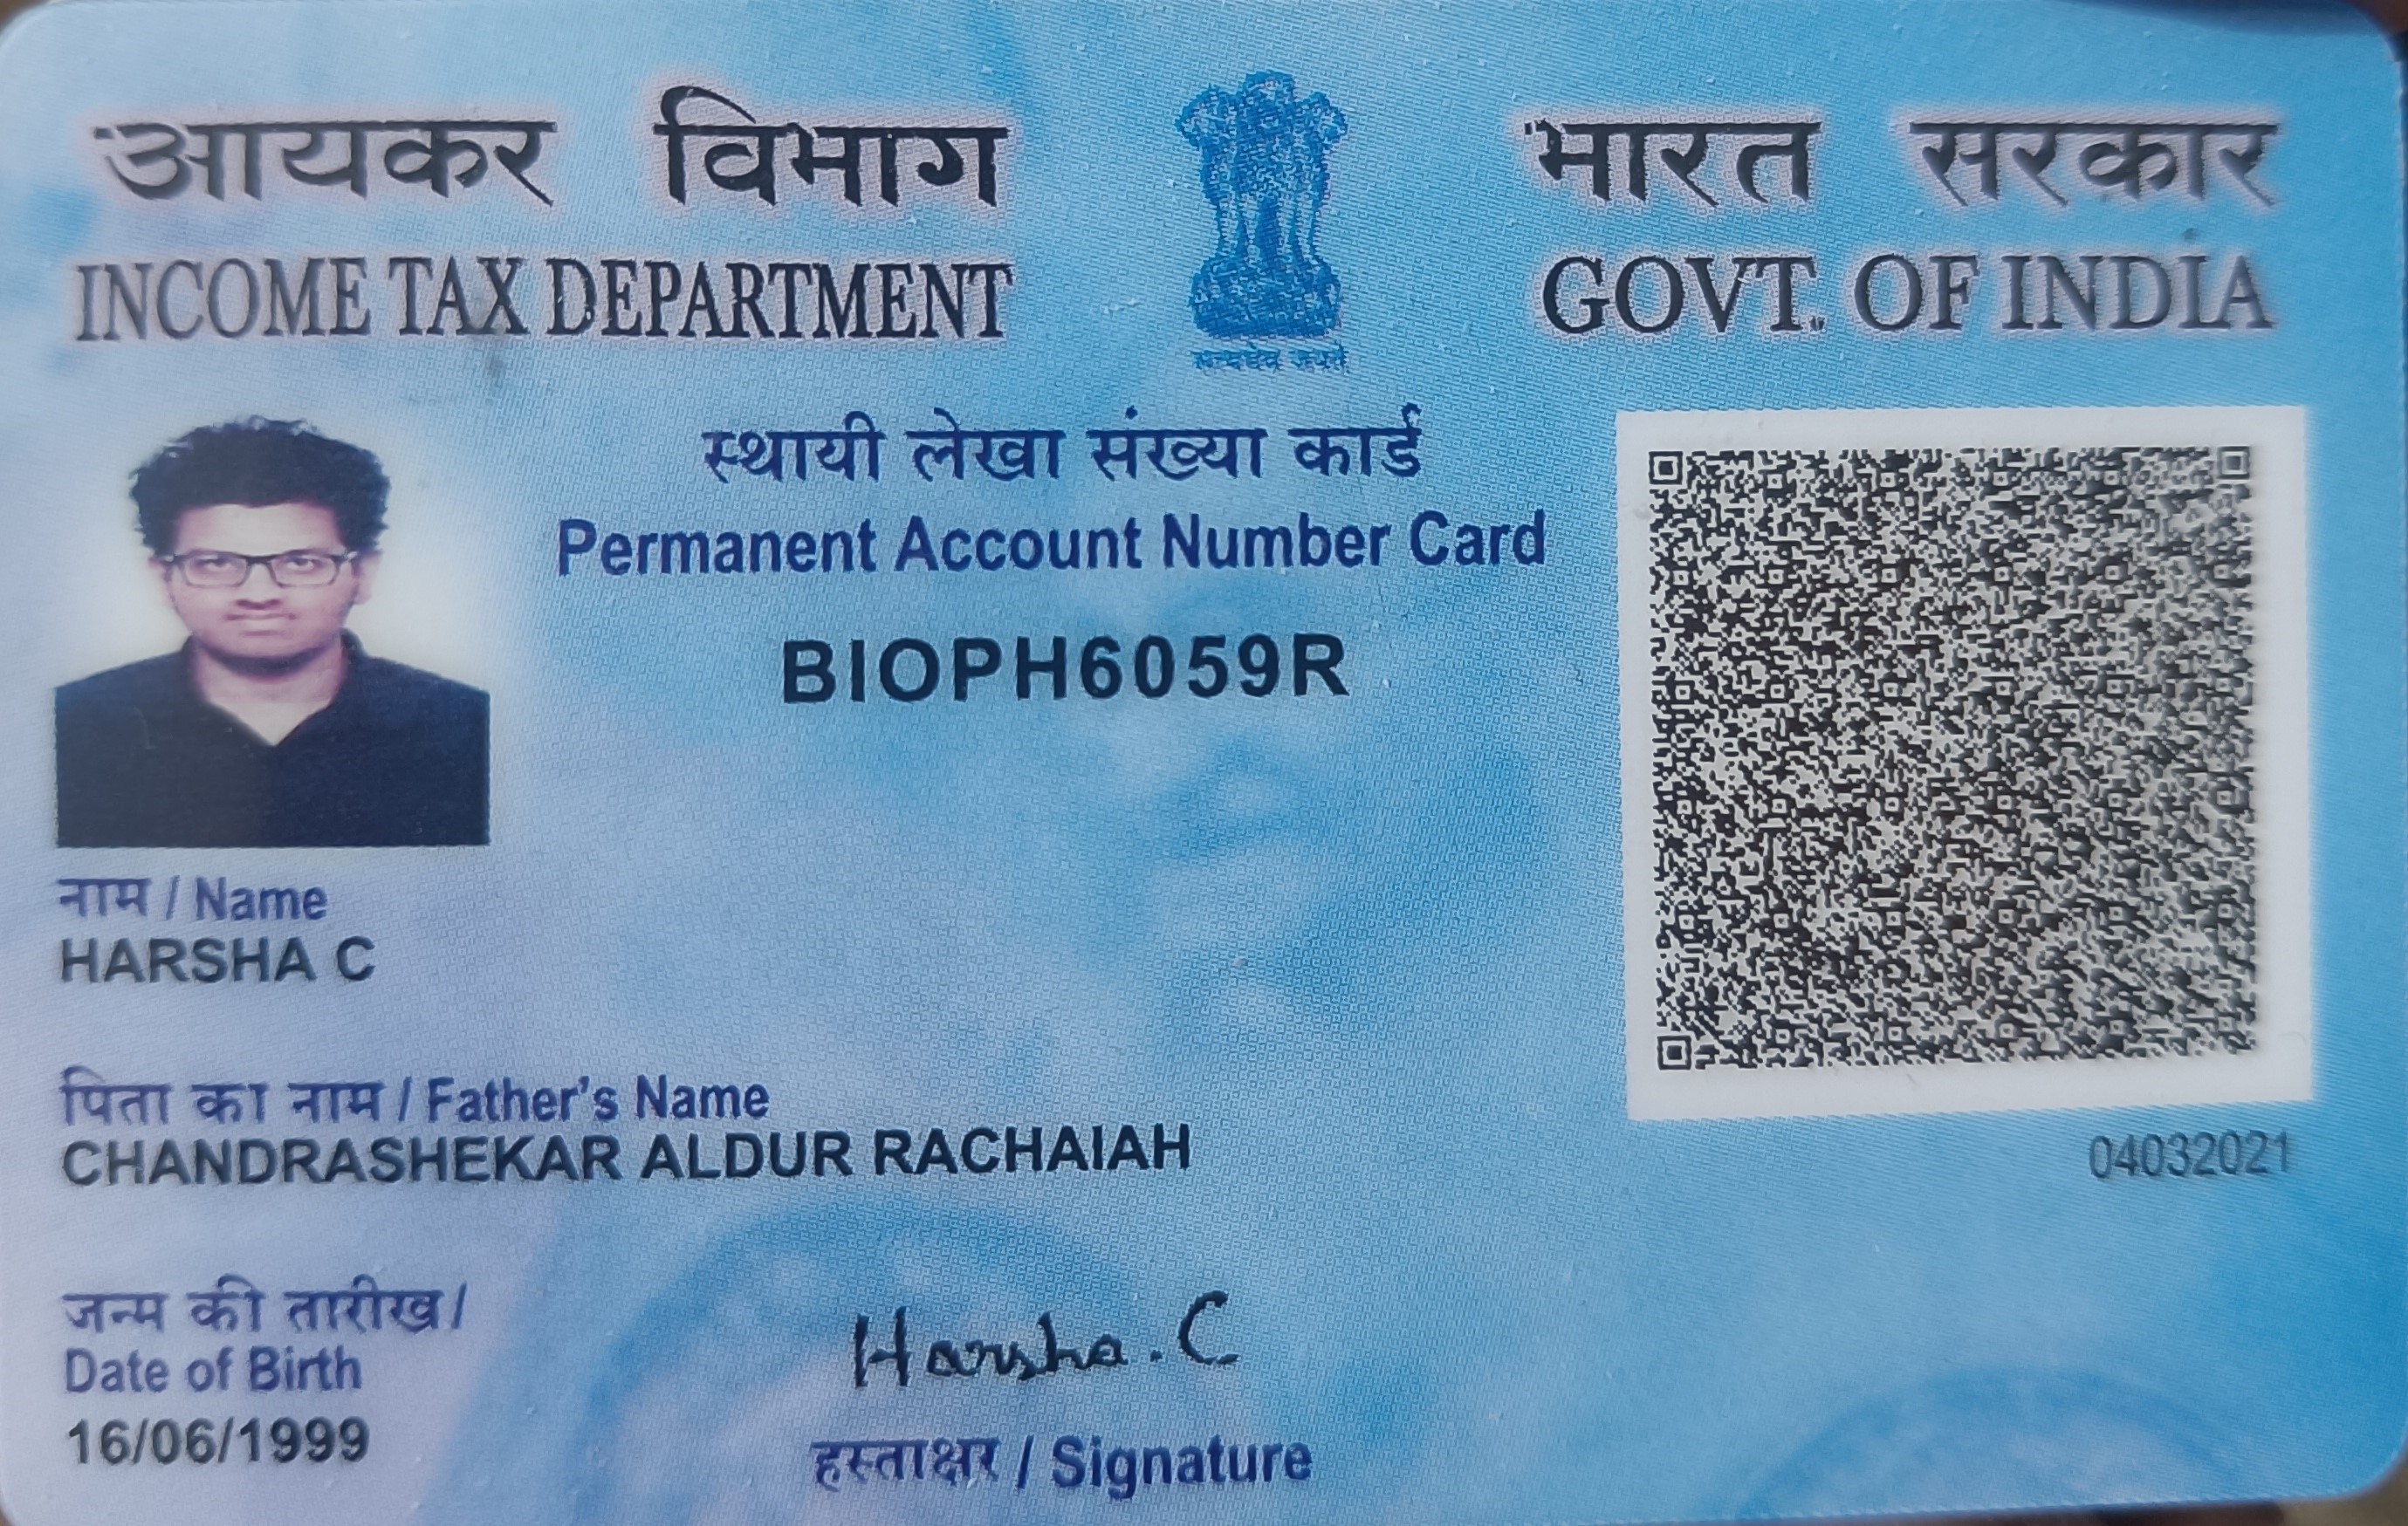 आयकर विभाग
INCOME TAX DEPARTMENT
सत्यमेव जयते
भारत सरकार
GOVT. OF INDIA
स्थायी लेखा संख्या कार्ड
Permanent Account Number Card
BIOPH6059R
नाम / Name
HARSHA C
पिता का नाम / Father's Name
CHANDRASHEKAR ALDUR RACHAIAH
04032021
जन्म की तारीख /
Date of Birth
16/06/1999
Harsha . C
हस्ताक्षर / Signature